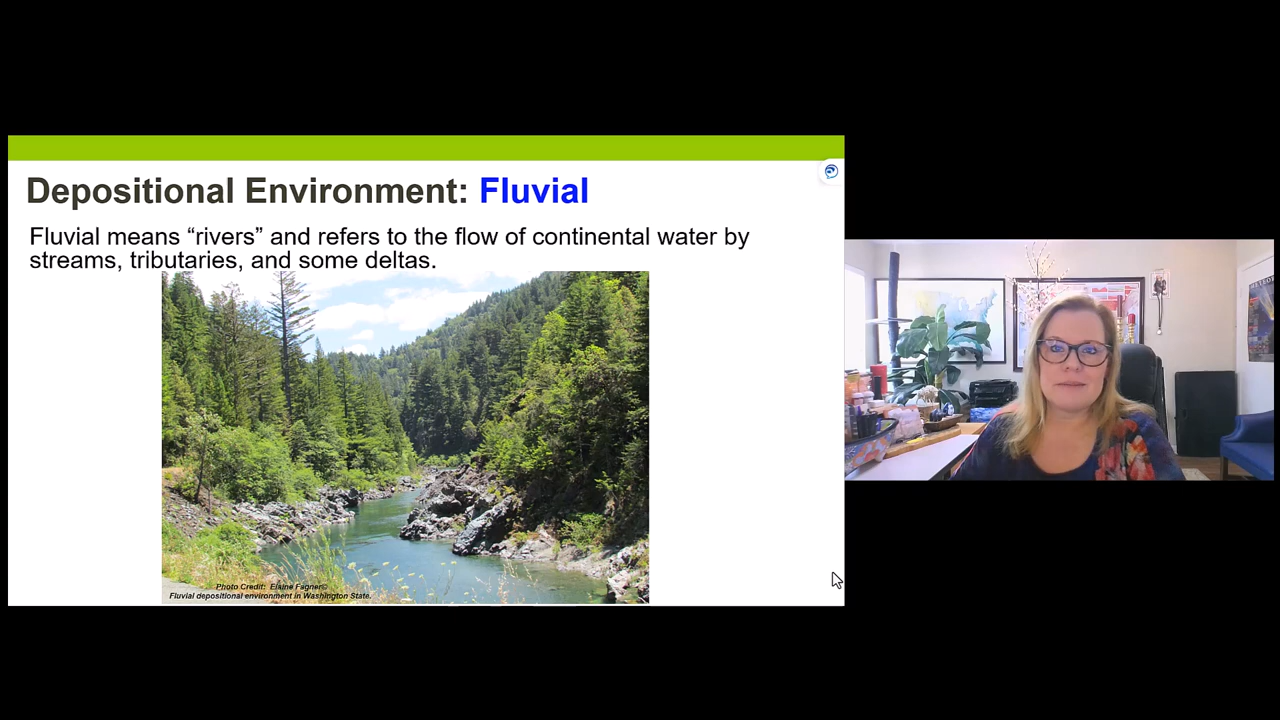 Depositional Environment: Fluvial
Fluvial means “rivers” and refers to the flow of continental water by
streams, tributaries, and some deltas.
Photo Credit: Elaine Fagner©
Fluvial depositional environment in Washington State.